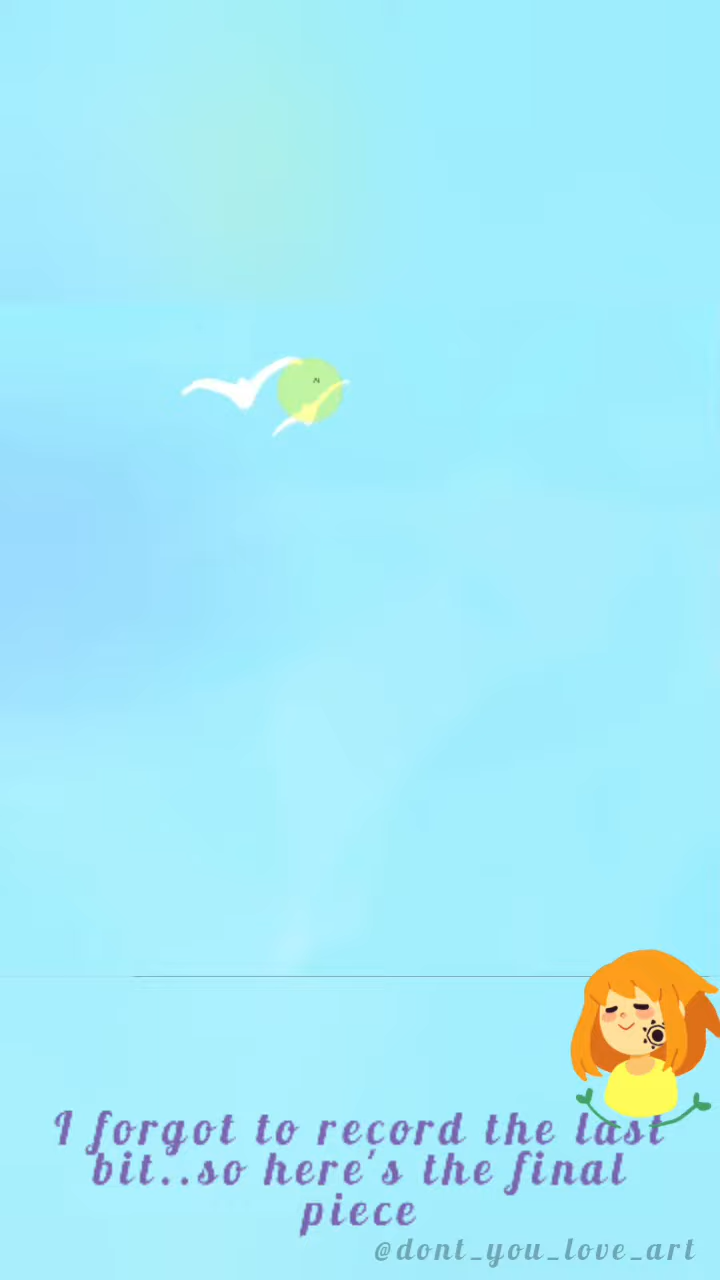 I forgot to record the last
bit..so here's the final
piece
@dont_you_love_art